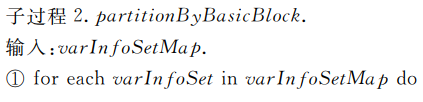 子过程 2. partitionByBasicBlock.
输入:varInfoSetMap.
① for each varInfoSet in varInfoSetMap do